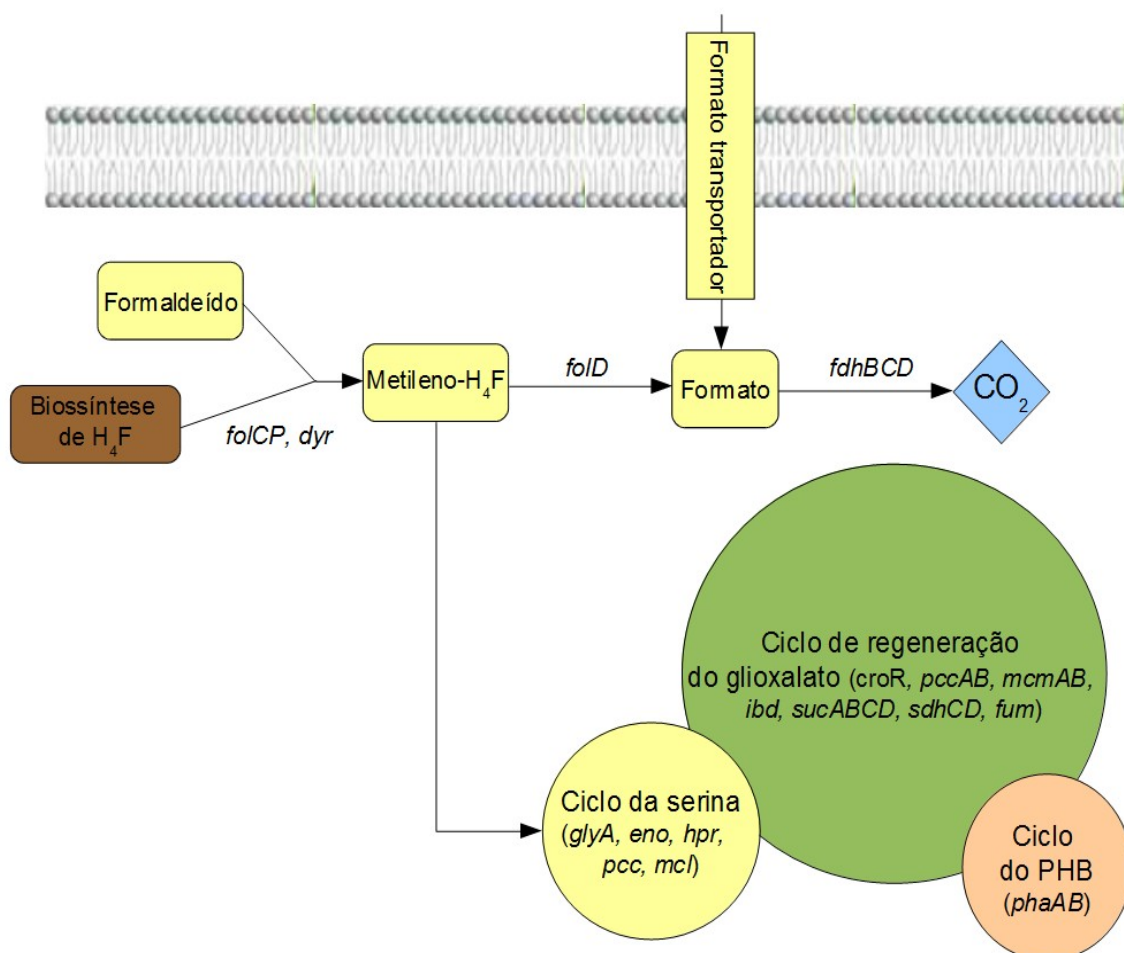 Formato transportador
Formaldeído
Biossíntese
de H₄F
folCP, dyr
Metileno-H₄F
folD
Formato
fdhBCD
CO₂
Ciclo de regeneração
do glioxalato (croR, pccAB, mcmAB,
ibd, sucABCD, sdhCD, fum)
Ciclo da serina
(glyA, eno, hpr,
pcc, mcl)
Ciclo
do PHB
(phaAB)